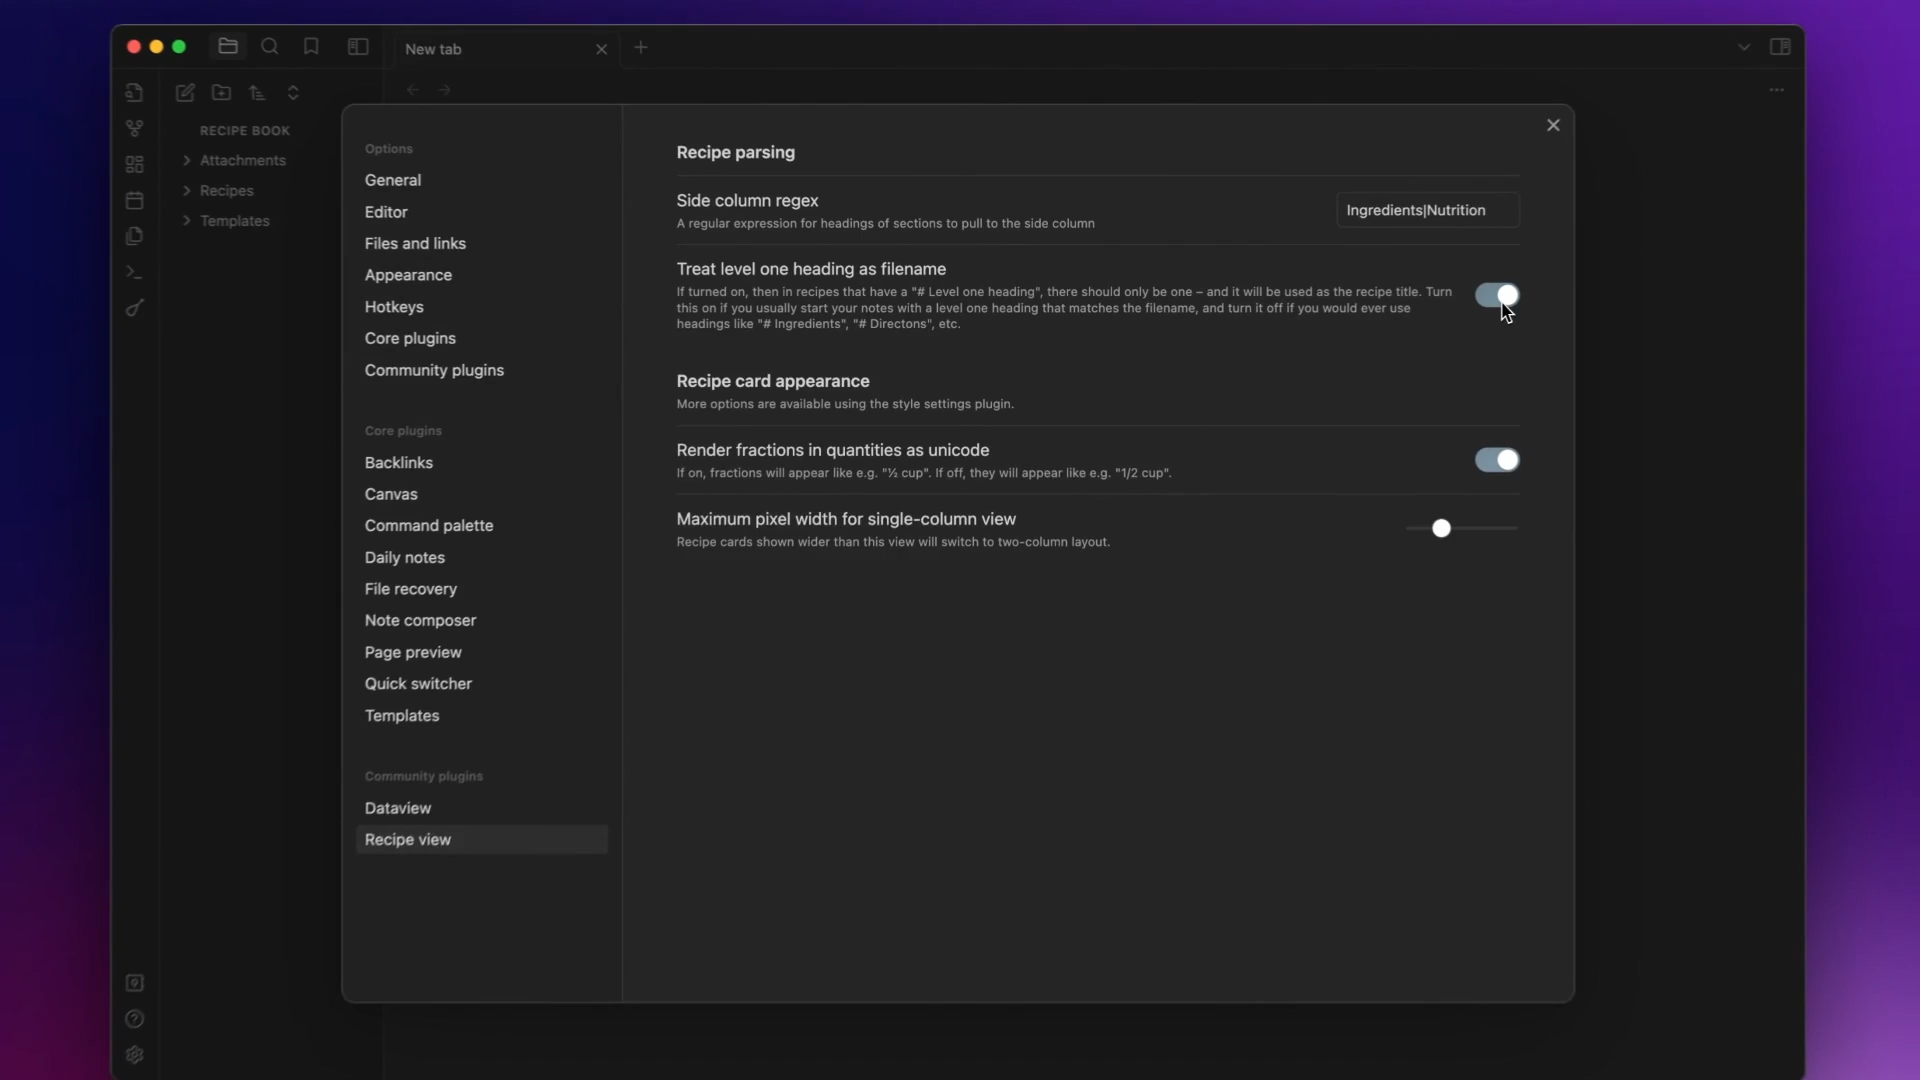 New tab
RECIPE BOOK
Attachments
Recipes
Templates
Options
General
Editor
Files and links
Appearance
Hotkeys
Core plugins
Community plugins
Core plugins
Backlinks
Canvas
Command palette
Daily notes
File recovery
Note composer
Page preview
Quick switcher
Templates
Community plugins
Dataview
Recipe view
Recipe parsing
Side column regex
A regular expression for headings of sections to pull to the side column
Ingredients|Nutrition
Treat level one heading as filename
If turned on, then in recipes that have a "# Level one heading", there should only be one – and it will be used as the recipe title. Turn
this on if you usually start your notes with a level one heading that matches the filename, and turn it off if you would ever use
headings like "# Ingredients", "# Directons", etc.
Recipe card appearance
More options are available using the style settings plugin.
Render fractions in quantities as unicode
If on, fractions will appear like e.g. "½ cup". If off, they will appear like e.g. "1/2 cup".
Maximum pixel width for single-column view
Recipe cards shown wider than this view will switch to two-column layout.